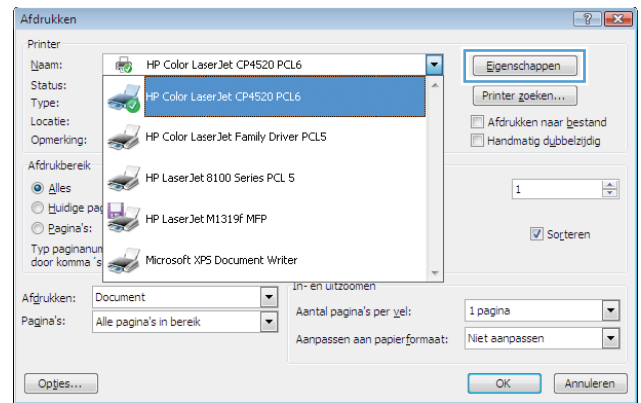 Afdrukken
Printer
Naam: HP Color LaserJet CP4520 PCL6 Eigenschappen
Status:
Type: HP Color LaserJet CP4520 PCL6 Printer zoeken...
Locatie:
Opmerking: HP Color LaserJet Family Driver PCL5
Afdrukken naar bestand
Handmatig dubbelzijdig
Afdrukbereik
Alles HP LaserJet 8100 Series PCL 5 1
Huidige
Pagina's: HP LaserJet M1319f MFP Sorteren
Typ
door komma 's Microsoft XPS Document Writer
In- en uitzoomen
Afdrukken: Document
Aantal pagina's per vel: 1 pagina
Pagina's: Alle pagina's in bereik
Aanpassen aan papierformaat: Niet aanpassen
Opties... OK Annuleren